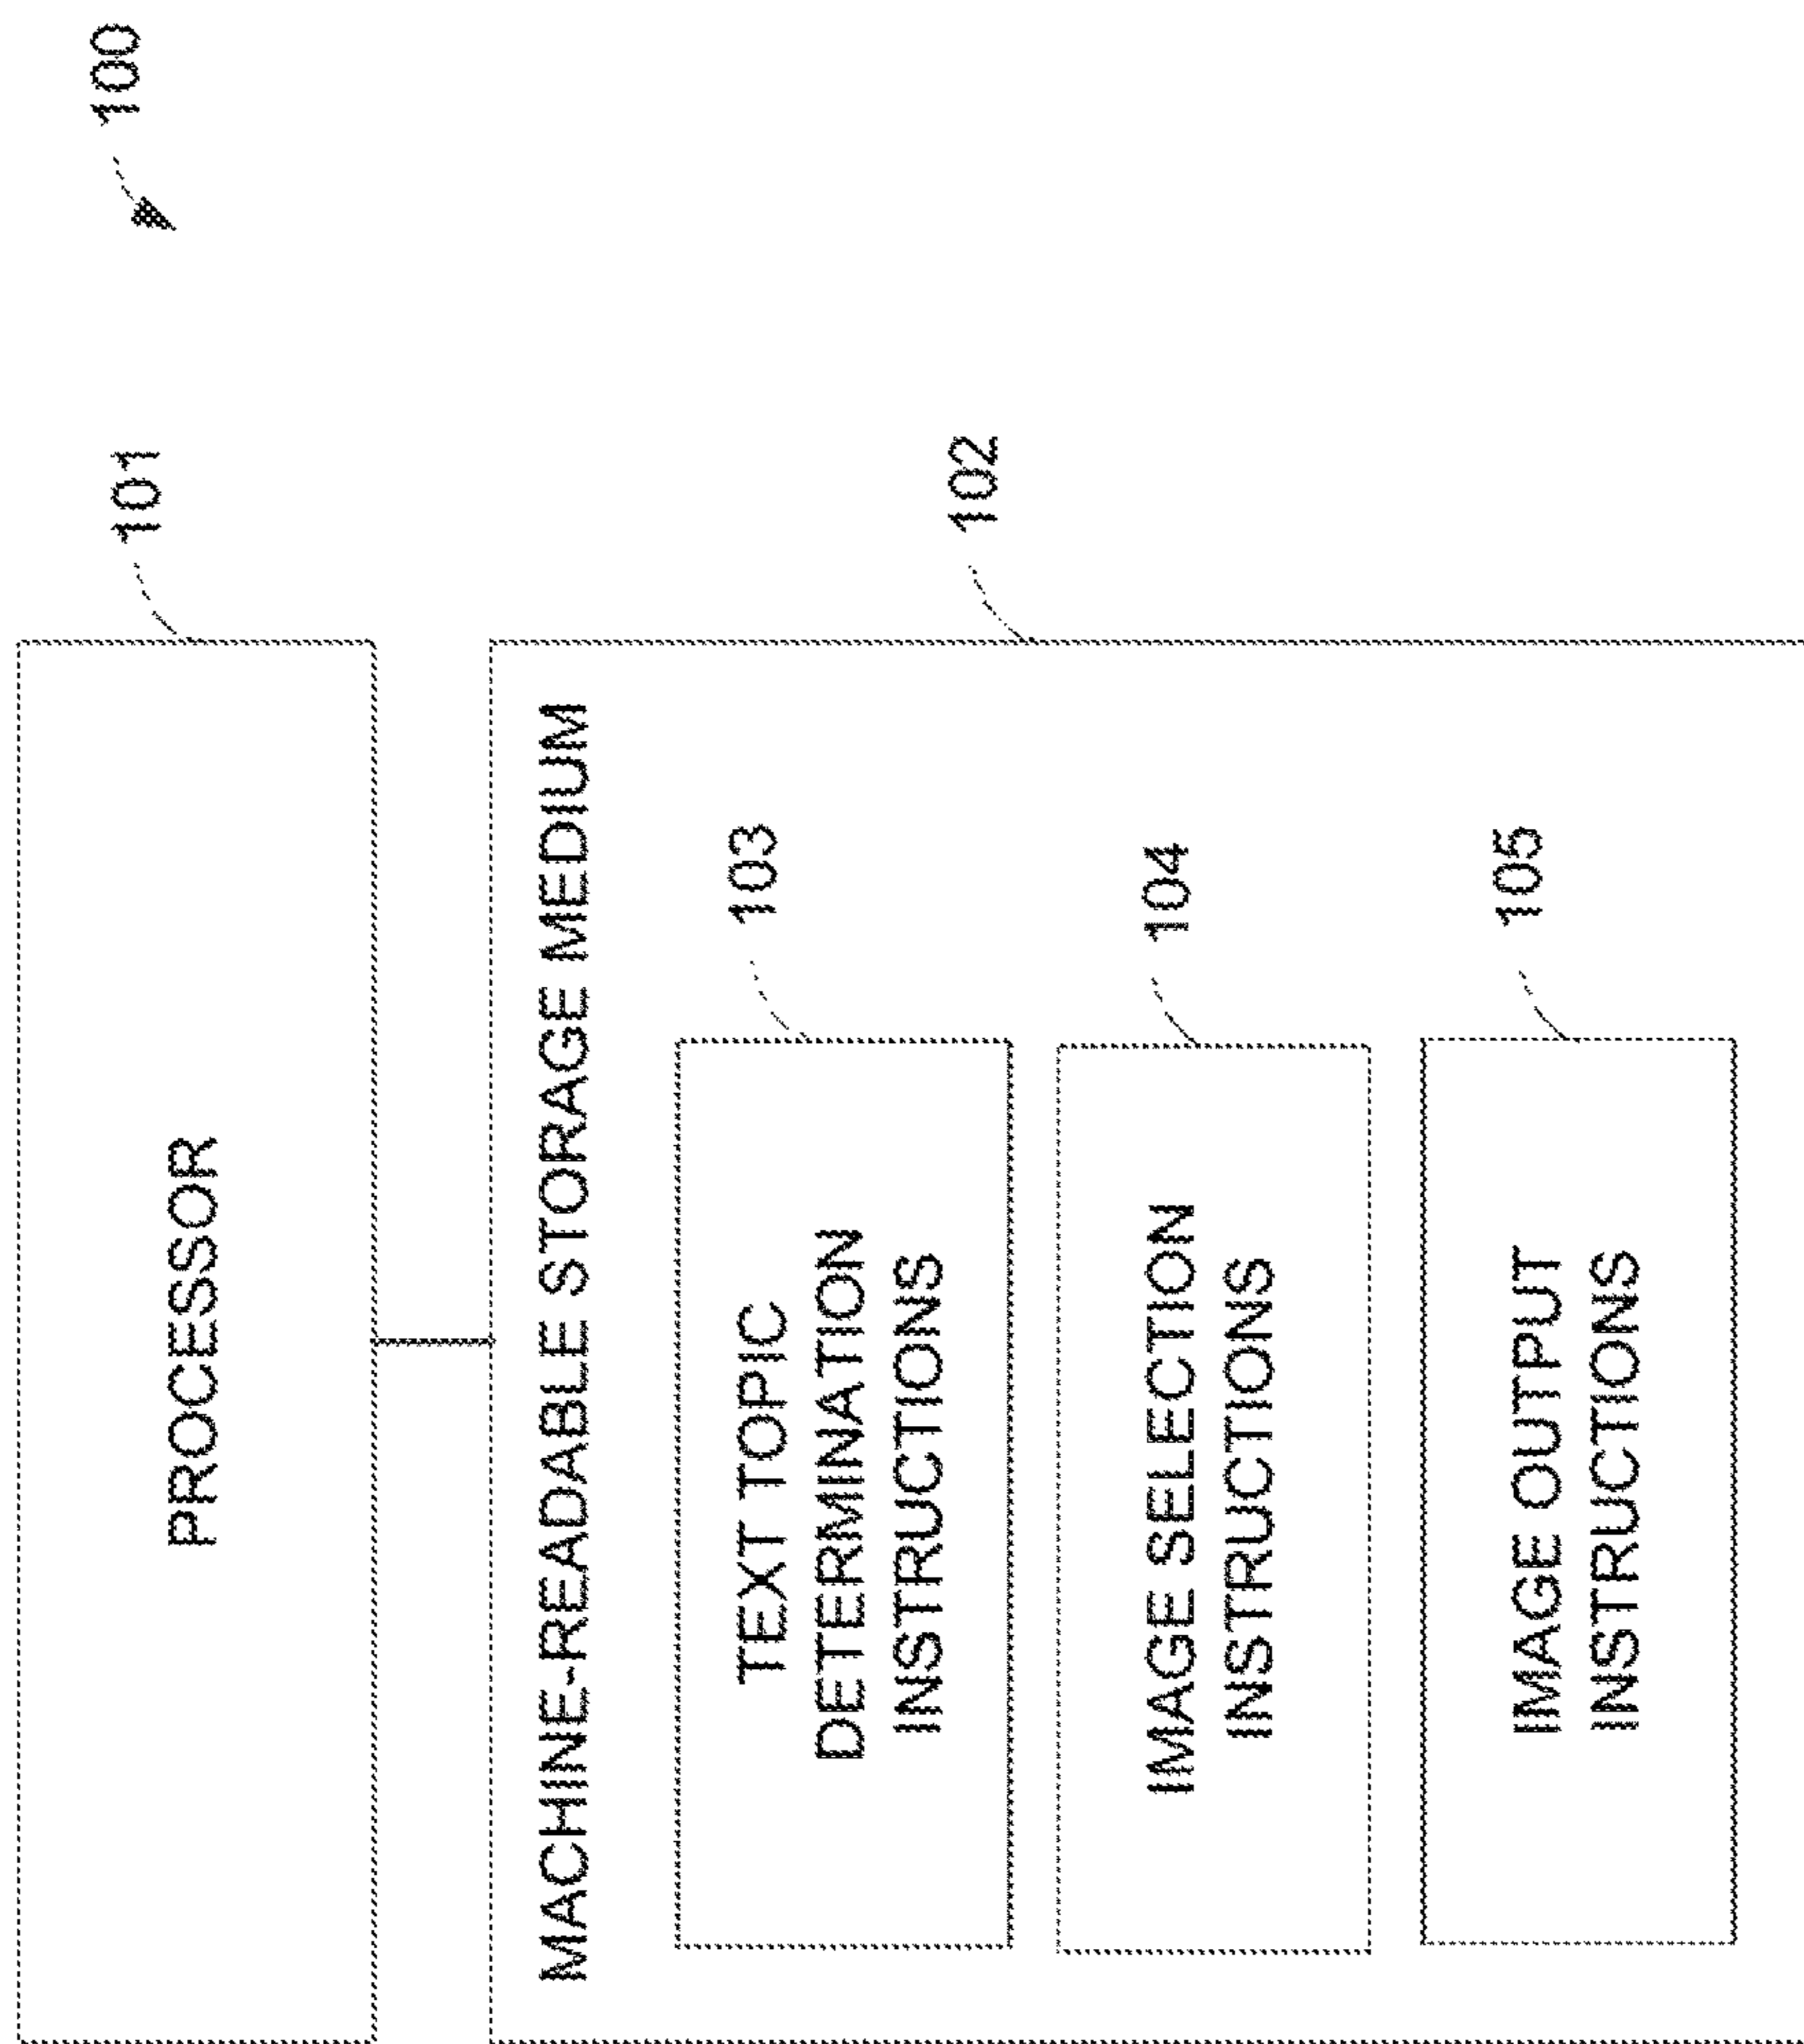 100
PROCESSOR
101
MACHINE-READABLE STORAGE MEDIUM
102
TEXT TOPIC
DETERMINATION
INSTRUCTIONS
103
IMAGE SELECTION
INSTRUCTIONS
104
IMAGE OUTPUT
INSTRUCTIONS
105